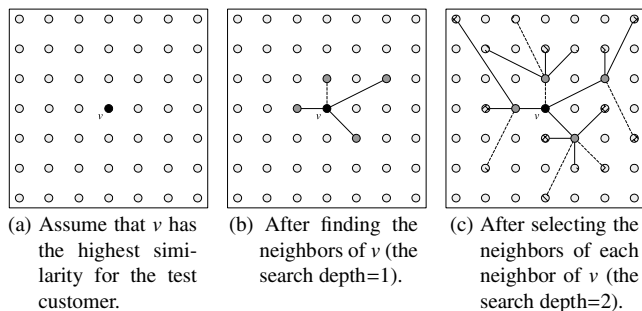 v
v
v
(a) Assume that v has
the highest simi-
larity for the test
customer.
(b) After finding the
neighbors of v (the
search depth=1).
(c) After selecting the
neighbors of each
neighbor of v (the
search depth=2).